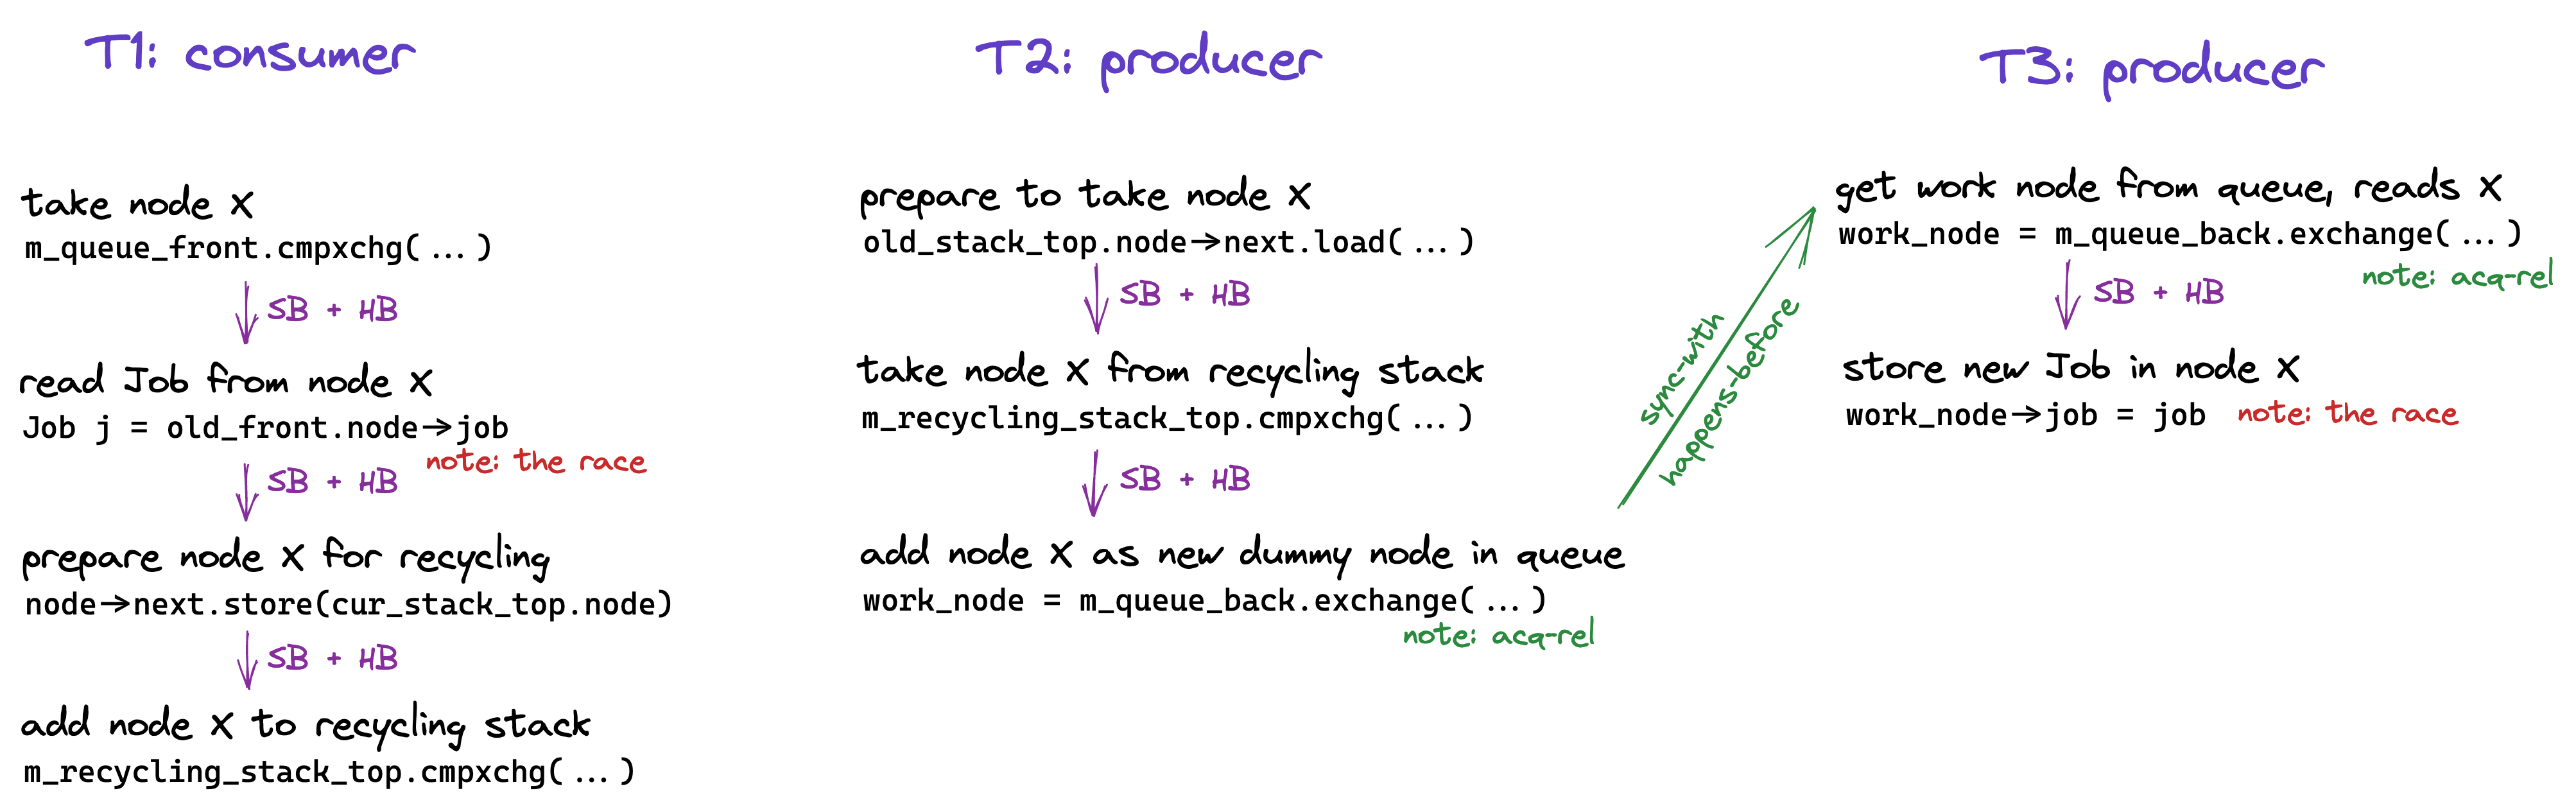 T1: consumer
take node X
m_queue_front.cmpxchg( ... )
SB + HB
read Job from node X
Job j = old_front.node->job
note: the race
SB + HB
prepare node X for recycling
node->next.store(cur_stack_top.node)
SB + HB
add node X to recycling stack
m_recycling_stack_top.cmpxchg( ... )
T2: producer
prepare to take node X
old_stack_top.node->next.load( ... )
SB + HB
take node X from recycling stack
m_recycling_stack_top.cmpxchg( ... )
SB + HB
add node X as new dummy node in queue
work_node = m_queue_back.exchange( ... )
note: acq-rel
sync-with
happens-before
T3: producer
get work node from queue, reads X
work_node = m_queue_back.exchange( ... )
note: acq-rel
SB + HB
store new Job in node X
work_node->job = job
note: the race